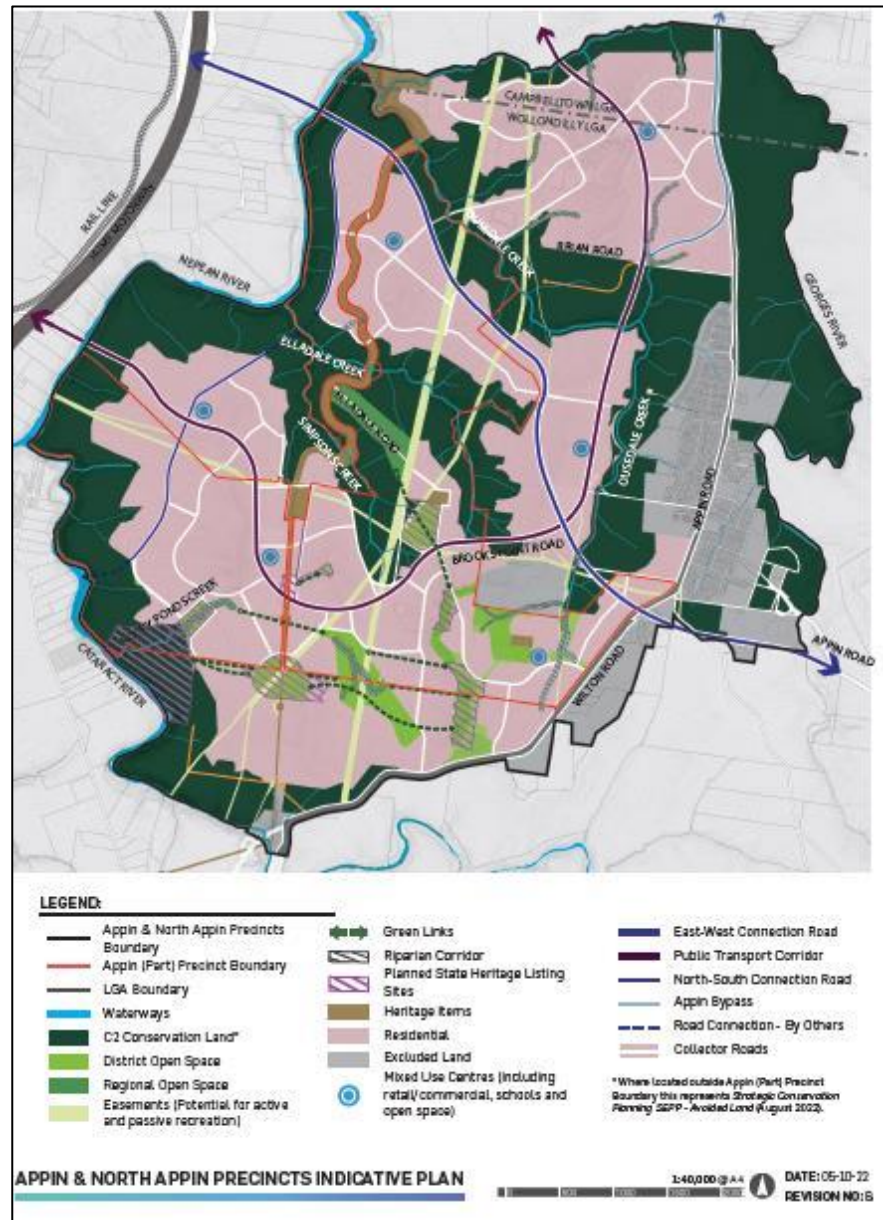 CAMPBELLTOWN LGA
WOLLONDILLY LGA
RAIL LINE
HUME MOTORWAY
NEPEAN RIVER
OUSEDALE CREEK
BRIAN ROAD
GEORGES RIVER
ELLADALE CREEK
ELLADALE ROAD
SIMPSONS CREEK
OUSEDALE CREEK
APPIN ROAD
BROOKS POINT ROAD
CATARACT RIVER
WILTON ROAD
APPIN ROAD
LEGEND:
Appin & North Appin Precincts
Boundary
Appin (Part) Precinct Boundary
LGA Boundary
Waterways
C2 Conservation Land*
District Open Space
Regional Open Space
Easements (Potential for active
and passive recreation)
Green Links
Riparian Corridor
Planned State Heritage Listing
Sites
Heritage Items
Residential
Excluded Land
Mixed Use Centres (including
retail/commercial, schools and
open space)
East-West Connection Road
Public Transport Corridor
North-South Connection Road
Appin Bypass
Road Connection - By Others
Collector Roads
* Where located outside Appin (Part) Precinct
Boundary this represents Strategic Conservation
Planning SEPP - Avoided Land (August 2022).
APPIN & NORTH APPIN PRECINCTS INDICATIVE PLAN
1:40,000 @ A4
DATE: 05-10-22
REVISION NO: